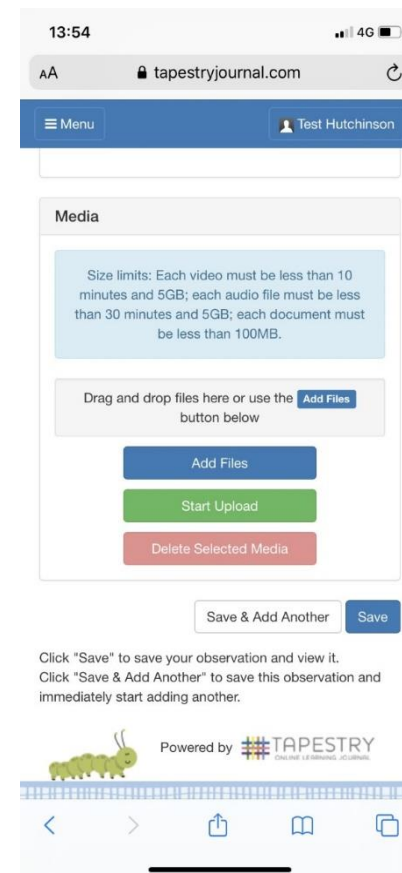 13:54 4G
AA tapestryjournal.com
Menu Test Hutchinson
Media
Size limits: Each video must be less than 10
minutes and 5GB; each audio file must be less
than 30 minutes and 5GB; each document must
be less than 100MB.
Drag and drop files here or use the Add Files
button below
Add Files
Start Upload
Delete Selected Media
Save & Add Another Save
Click "Save" to save your observation and view it.
Click "Save & Add Another" to save this observation and
immediately start adding another.
Powered by TAPESTRY
ONLINE LEARNING JOURNAL